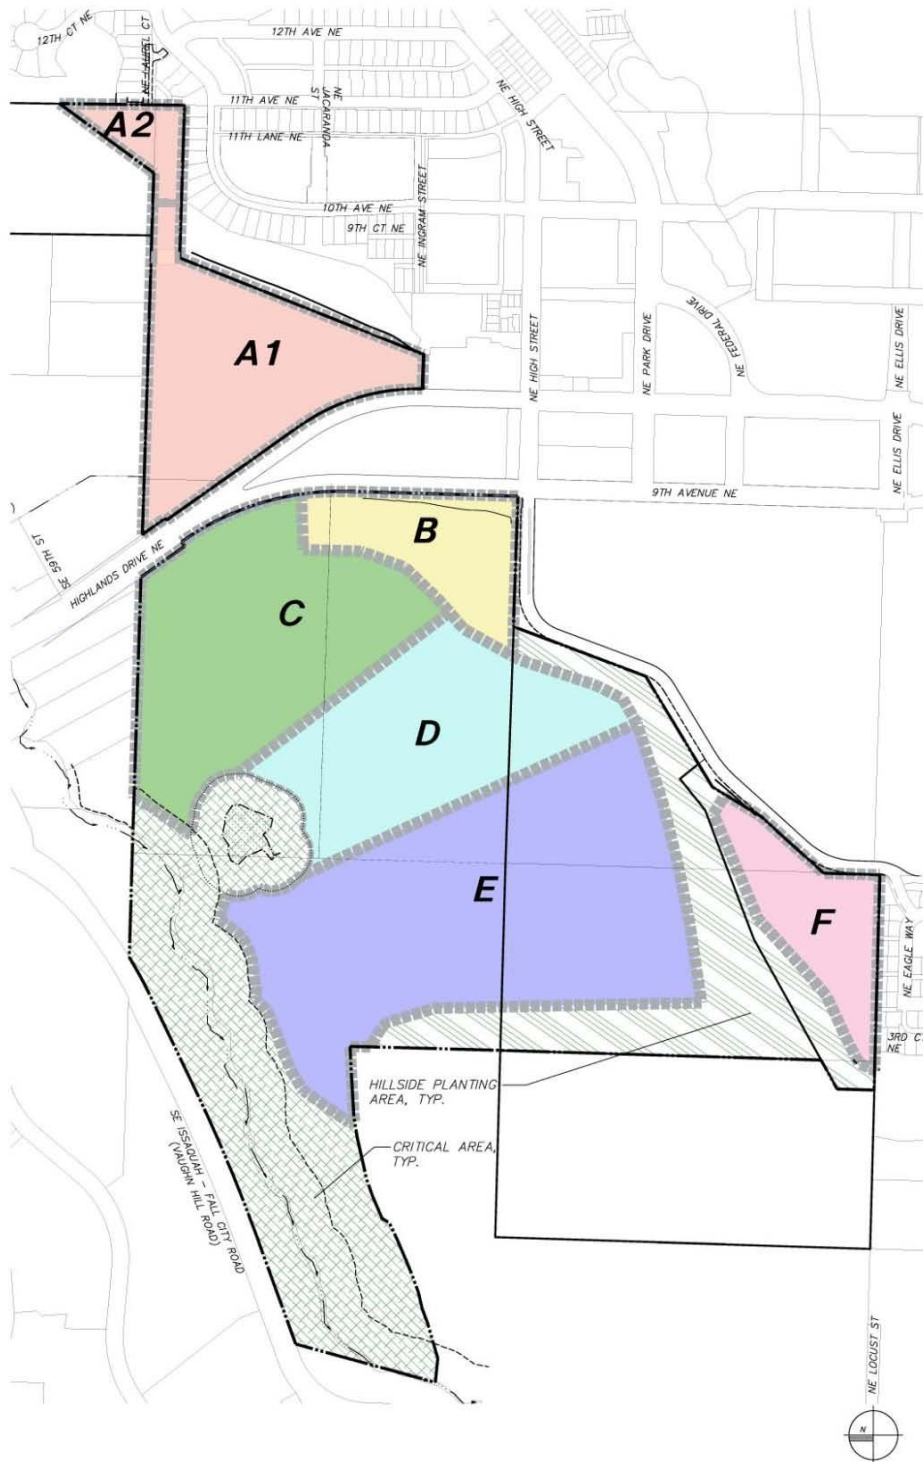 12TH CT NE
NE LAUREL CT
12TH AVE NE
NE HIGH STREET
11TH AVE NE
NE
JACARANDA
ST
A2
11TH LANE NE
10TH AVE NE
9TH CT NE
NE INGRAM STREET
A1
NE HIGH STREET
NE PARK DRIVE
NE FEDERAL DRIVE
NE ELLIS DRIVE
NE ELLIS DRIVE
9TH AVENUE NE
SE 59TH ST
HIGHLANDS DRIVE NE
B
C
D
E
F
NE EAGLE WAY
3RD CT
NE
HILLSIDE PLANTING
AREA, TYP.
CRITICAL AREA,
TYP.
SE ISSAQUAH - FALL CITY ROAD
(VAUGHN HILL ROAD)
NE LOCUST ST
N